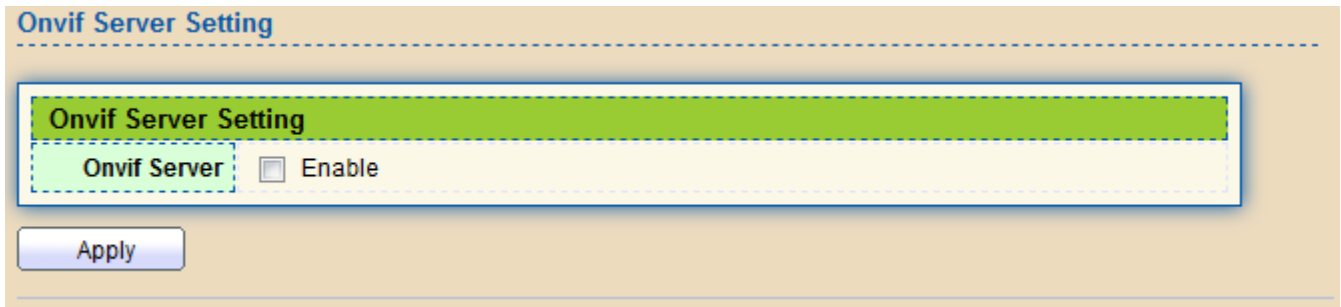 Onvif Server Setting
Onvif Server Setting
Onvif Server Enable
Apply